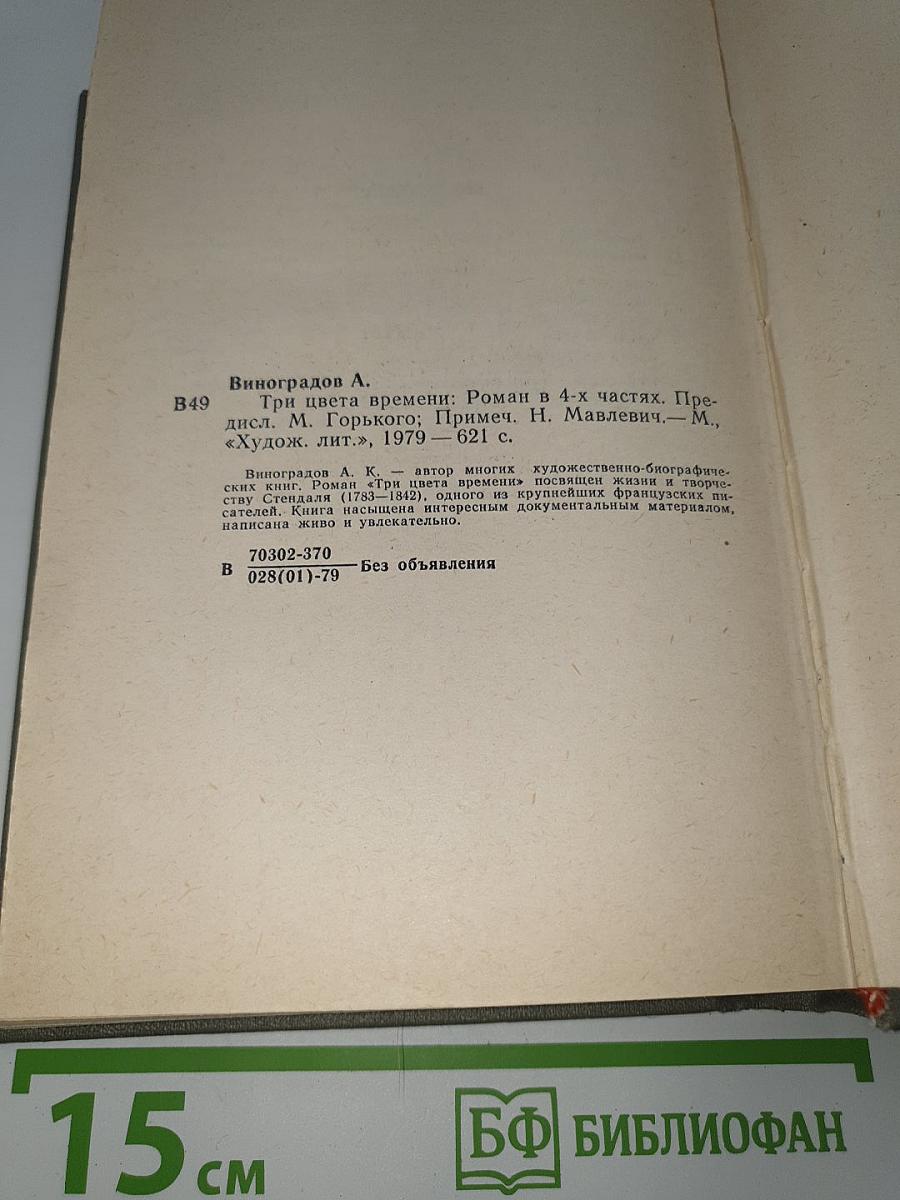 Виноградов А.
В49 Три цвета времени: Роман в 4-х частях. Пре-
дисл. М. Горького; Примеч. Н. Мавлевич.— М.,
«Худож. лит.», 1979 — 621 с.
Виноградов А. К. — автор многих художественно-биографиче-
ских книг. Роман «Три цвета времени» посвящен жизни и творче-
ству Стендаля (1783—1842), одного из крупнейших французских пи-
сателей. Книга насыщена интересным документальным материалом,
написана живо и увлекательно.
70302-370
В Без объявления
028(01)-79
15 см
БФ БИБЛИОФАН